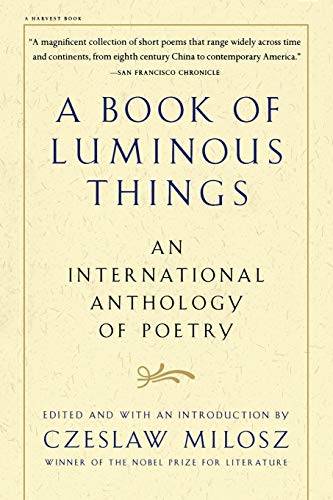 A HARVEST BOOK
"A magnificent collection of short poems that range widely across time
and continents, from eighth century China to contemporary America."
—SAN FRANCISCO CHRONICLE
A BOOK OF
LUMINOUS
THINGS
AN
INTERNATIONAL
ANTHOLOGY
OF POETRY
EDITED AND WITH AN INTRODUCTION BY
CZESLAW MILOSZ
WINNER OF THE NOBEL PRIZE FOR LITERATURE